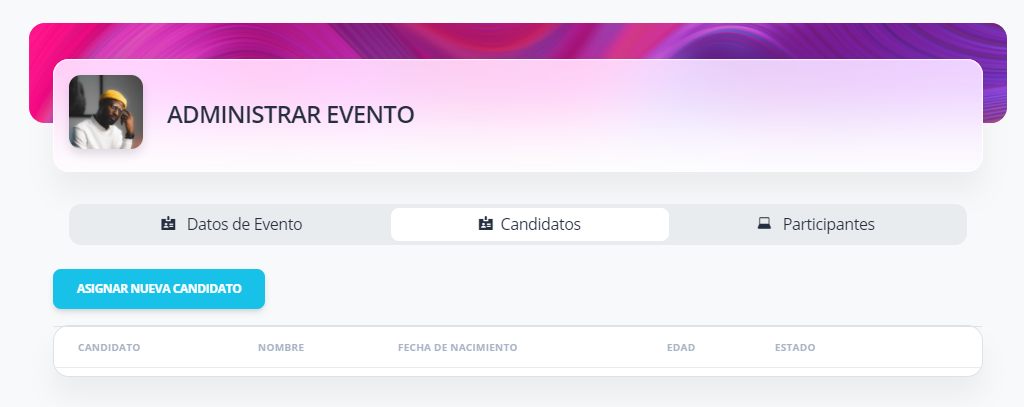 ADMINISTRAR EVENTO
Datos de Evento Candidatos Participantes
ASIGNAR NUEVA CANDIDATO
CANDIDATO NOMBRE FECHA DE NACIMIENTO EDAD ESTADO